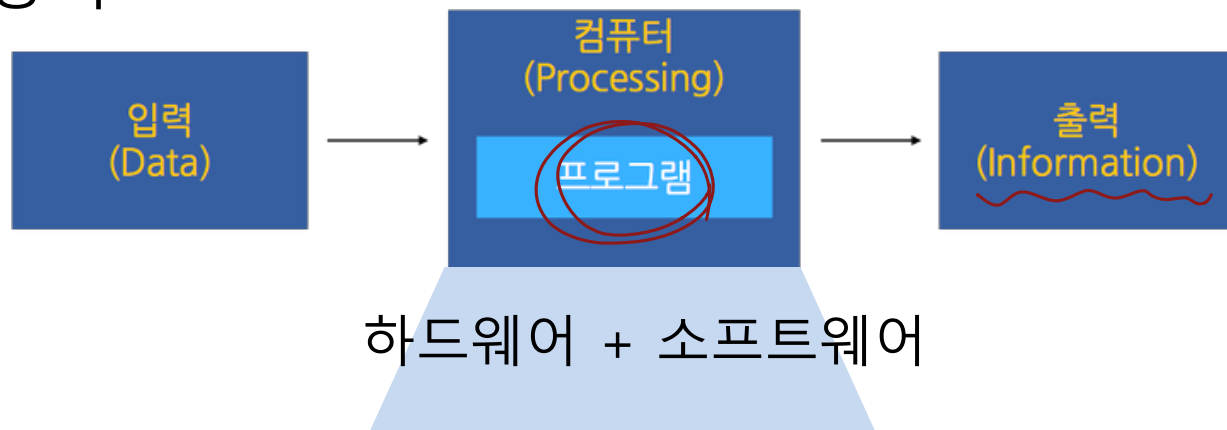 입력
(Data)
컴퓨터
(Processing)
프로그램
출력
(Information)
하드웨어 + 소프트웨어